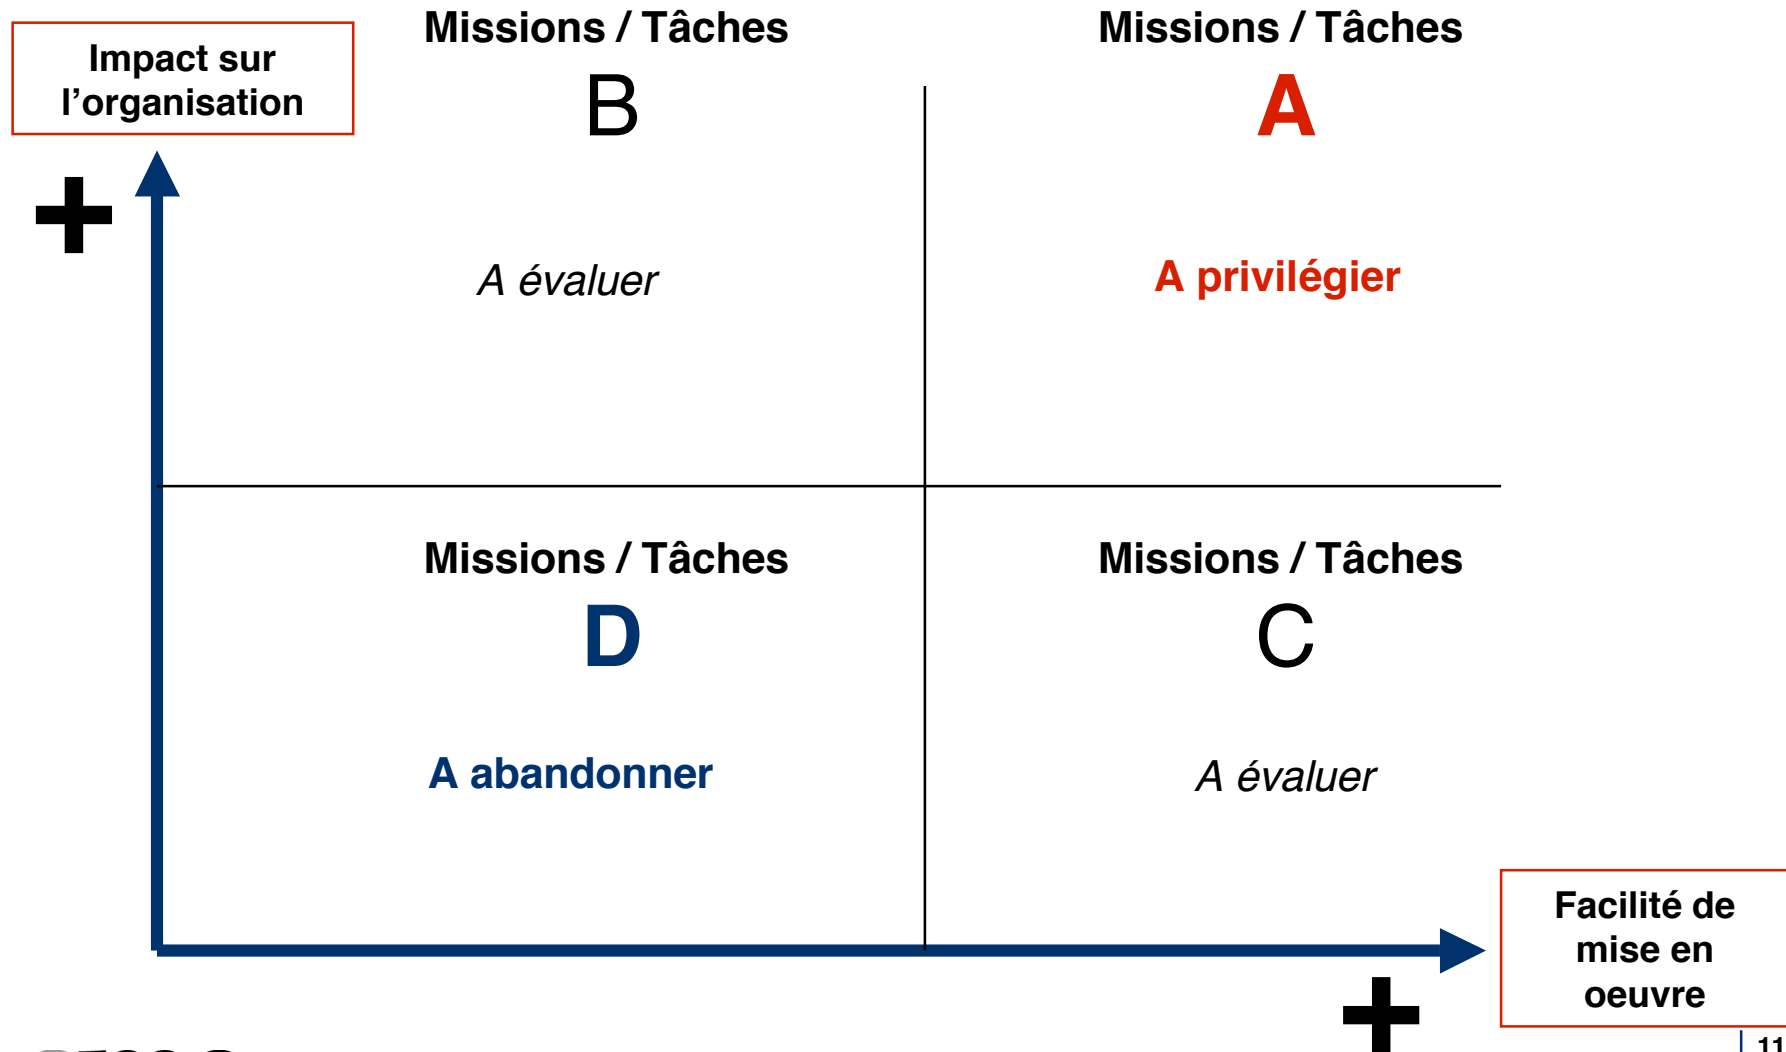 Impact sur
l’organisation
+
Missions / Tâches
B
A évaluer
Missions / Tâches
A
A privilégier
Missions / Tâches
D
A abandonner
Missions / Tâches
C
A évaluer
Facilité de
mise en
oeuvre
+
11